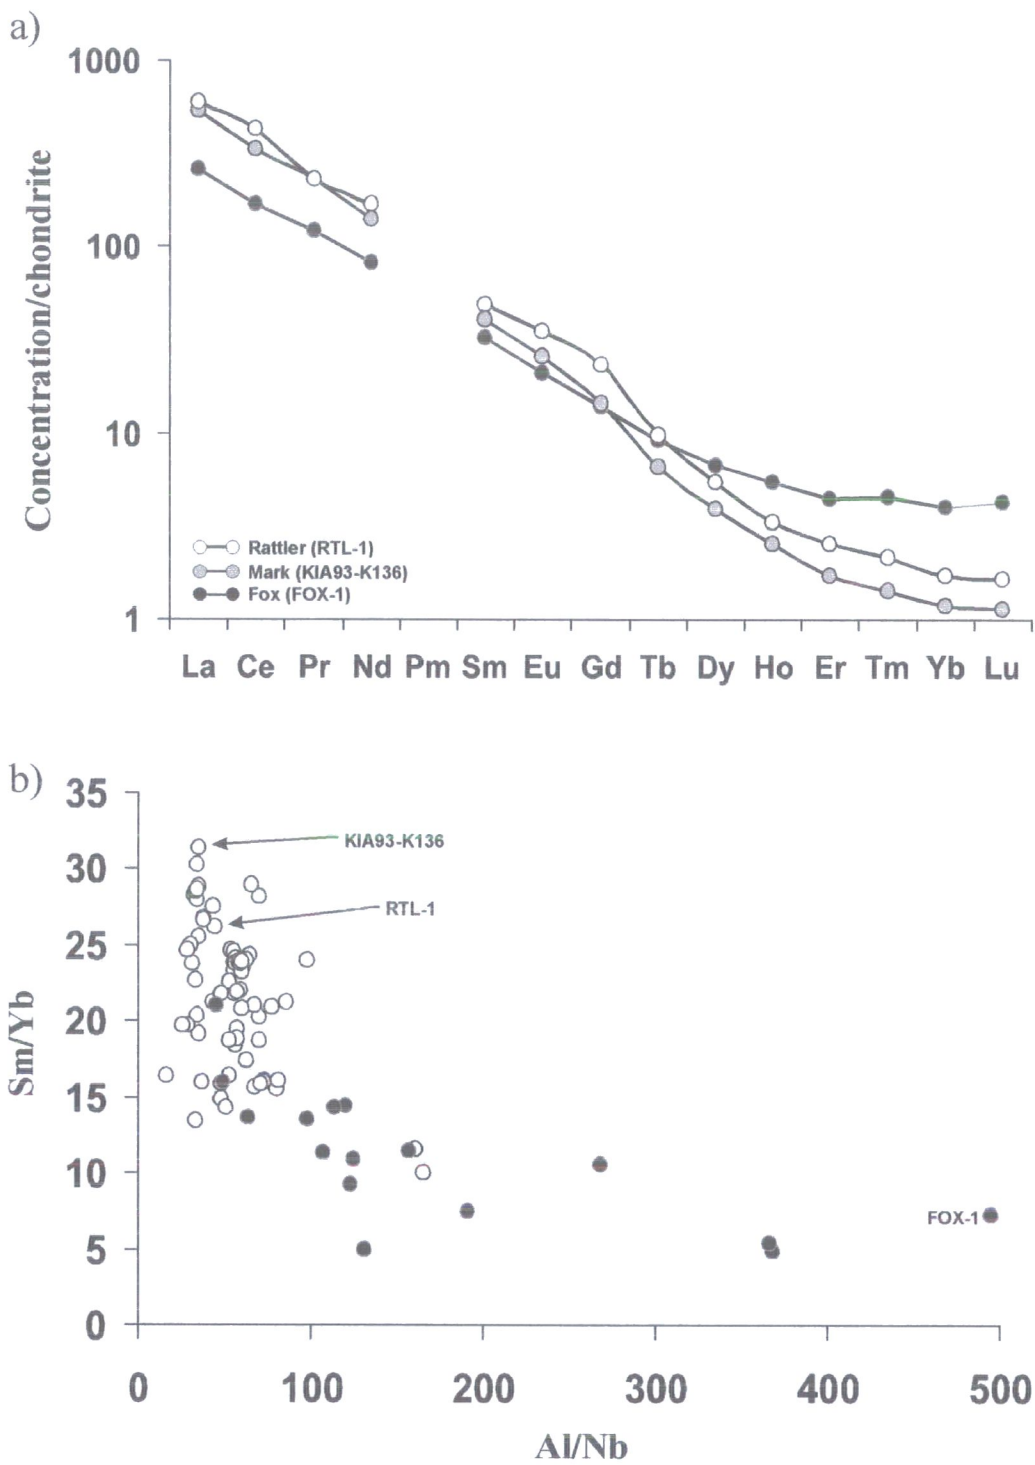 a)
1000
100
10
1
Concentration/chondrite
Rattler (RTL-1)
Mark (KIA93-K136)
Fox (FOX-1)
La Ce Pr Nd Pm Sm Eu Gd Tb Dy Ho Er Tm Yb Lu
b)
35
30
25
20
15
10
5
0
Sm/Yb
KIA93-K136
RTL-1
FOX-1
0 100 200 300 400 500
Al/Nb